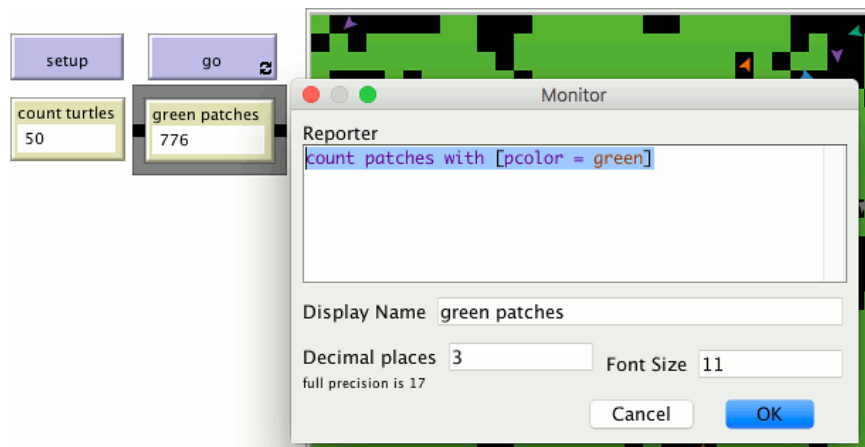 setup
go
count turtles
50
green patches
776
Monitor
Reporter
count patches with [pcolor = green]
Display Name green patches
Decimal places 3
full precision is 17
Font Size 11
Cancel
OK